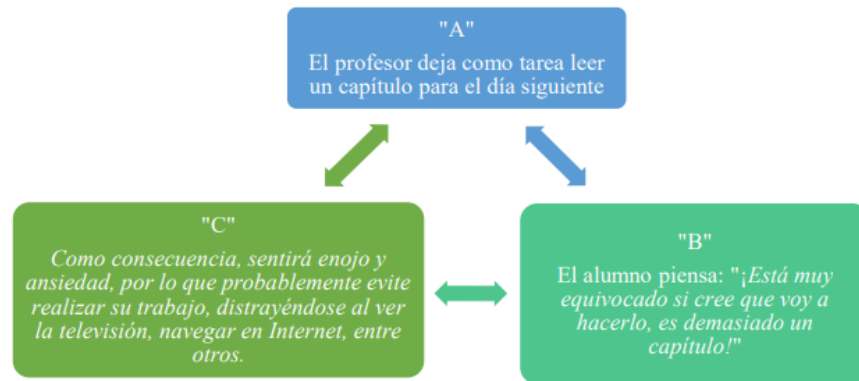 "A"
El profesor deja como tarea leer
un capítulo para el día siguiente
"C"
Como consecuencia, sentirá enojo y
ansiedad, por lo que probablemente evite
realizar su trabajo, distrayéndose al ver
la televisión, navegar en Internet, entre
otros.
"B"
El alumno piensa: "¡Está muy
equivocado si cree que voy a
hacerlo, es demasiado un
capítulo!"